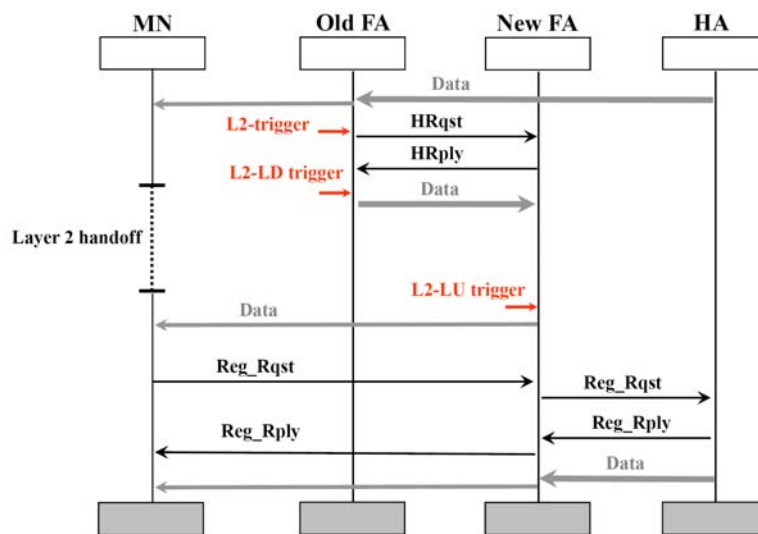 MN
Old FA
New FA
HA
Data
L2-trigger
HRqst
HRply
L2-LD trigger
Data
Layer 2 handoff
L2-LU trigger
Data
Reg_Rqst
Reg_Rqst
Reg_Rply
Reg_Rply
Data